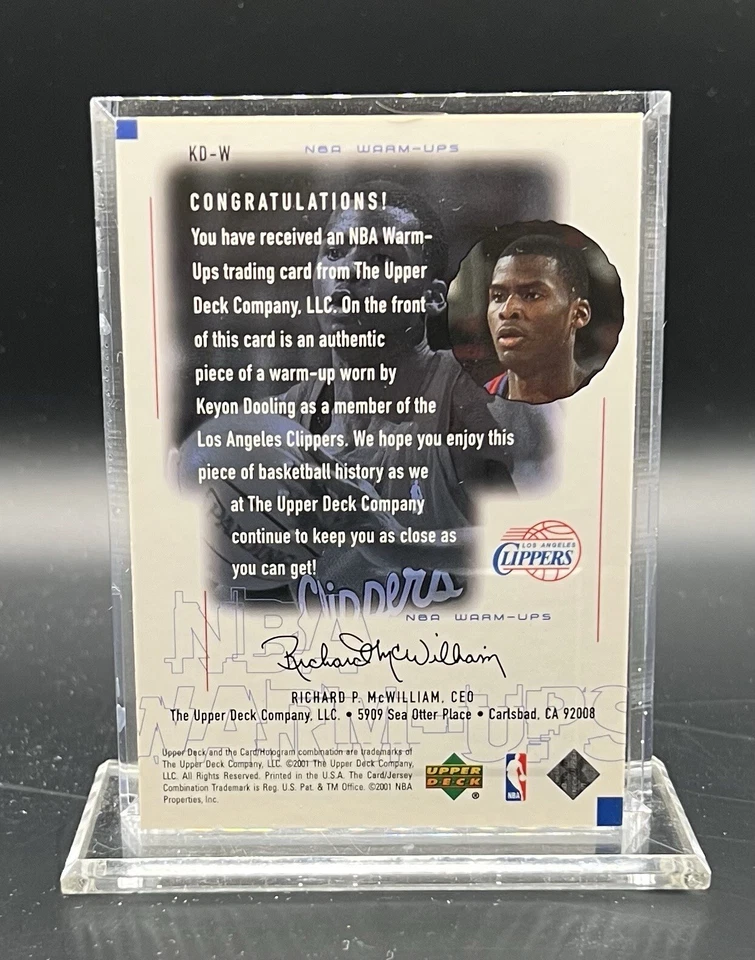 KD-W
NBA WARM-UPS
CONGRATULATIONS!
You have received an NBA Warm-
Ups trading card from The Upper
Deck Company, LLC. On the front
of this card is an authentic
piece of a warm-up worn by
Keyon Dooling as a member of the
Los Angeles Clippers. We hope you enjoy this
piece of basketball history as we
at The Upper Deck Company
continue to keep you as close as
you can get!
LOS ANGELES
CLIPPERS
Clippers
NBA WARM-UPS
NBA
WARM-UPS
Richard P. McWilliam
RICHARD P. McWILLIAM, CEO
The Upper Deck Company, LLC. • 5909 Sea Otter Place • Carlsbad, CA 92008
Upper Deck and the Card/Hologram combination are trademarks of
The Upper Deck Company, LLC. ©2001 The Upper Deck Company,
LLC. All Rights Reserved. Printed in the U.S.A. The Card/Jersey
Combination Trademark is Reg. U.S. Pat. & TM Office. ©2001 NBA
Properties, Inc.
UPPER
DECK
®
NBA